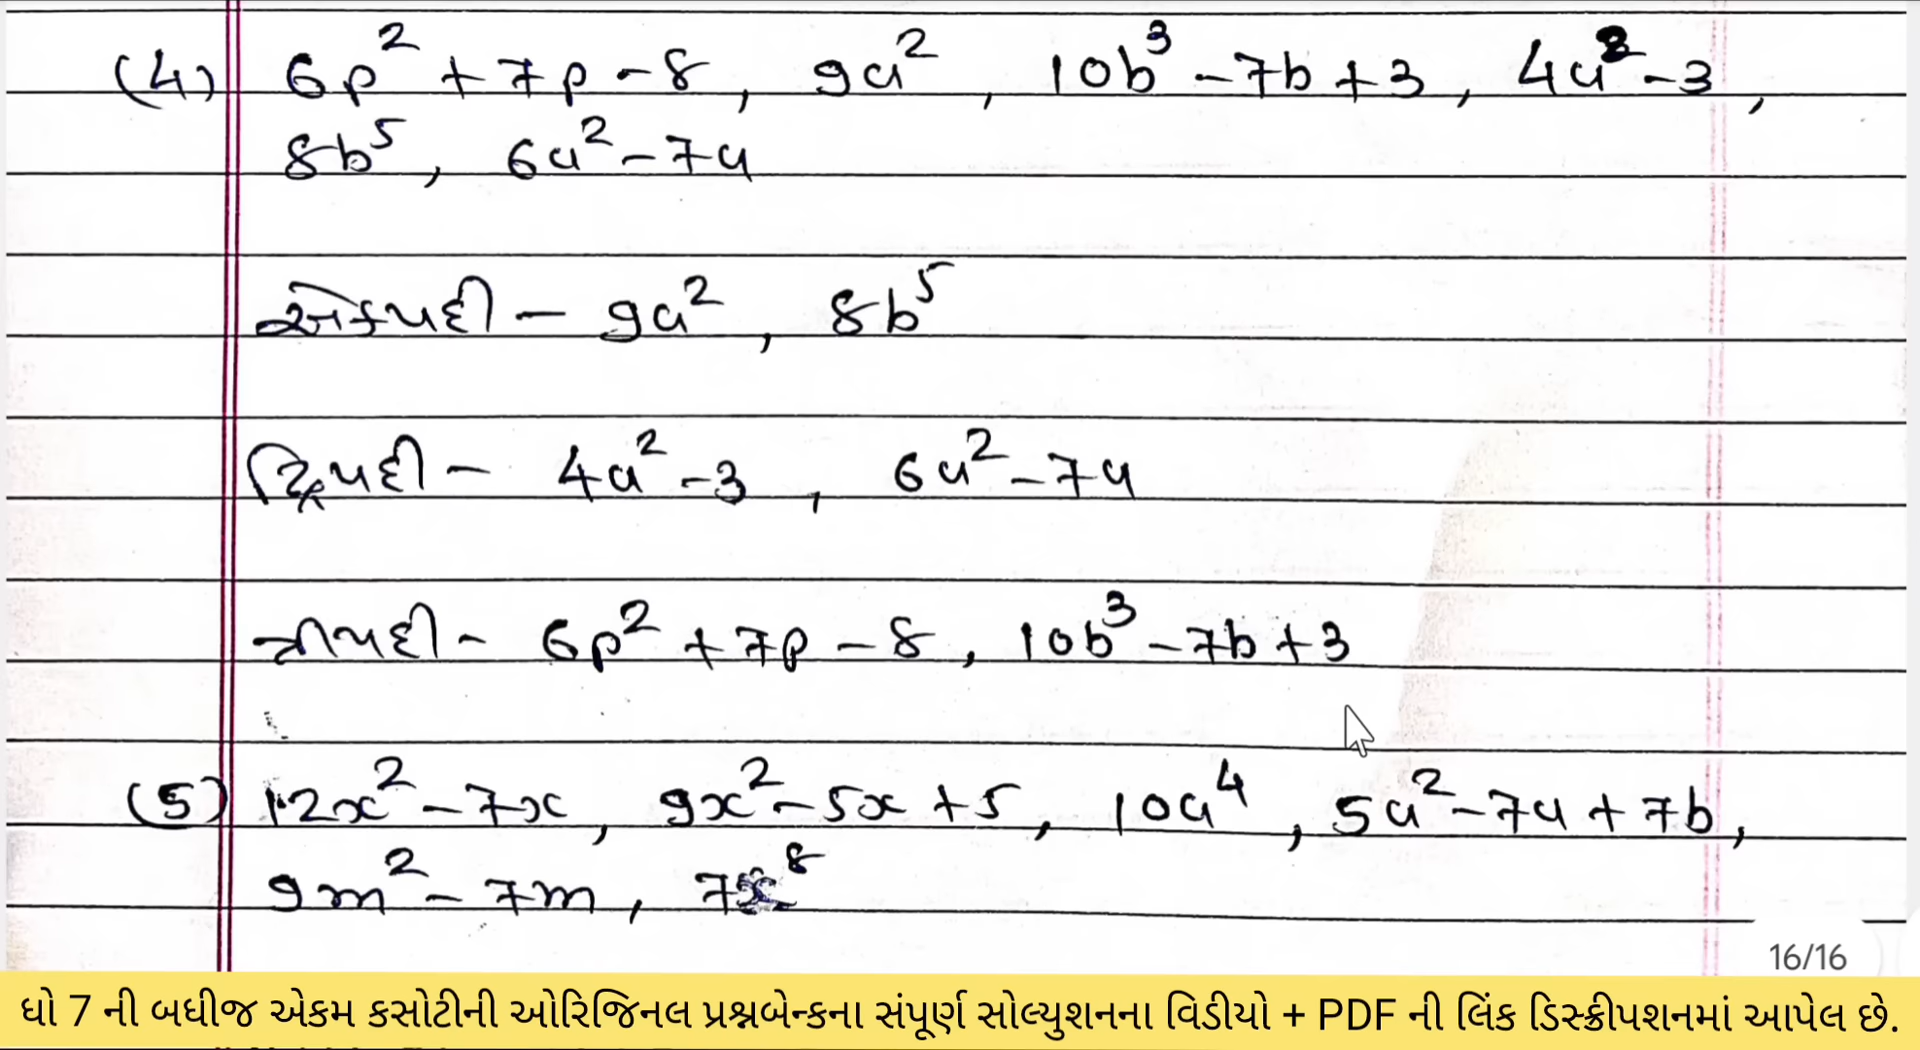 (4) 6p² + 7p - 8, 9a², 10b³ - 7b + 3, 4a² - 3,
8b⁵, 6a² - 7a
એકપદી - 9a², 8b⁵
દ્વિપદી - 4a² - 3, 6a² - 7a
ત્રીપદી - 6p² + 7p - 8, 10b³ - 7b + 3
(5) 12x² - 7x, 9x² - 5x + 5, 10a⁴, 5a² - 7a + 7b,
9m² - 7m, 7x⁸
16/16
ધો 7 ની બધીજ એકમ કસોટીની ઓરિજિનલ પ્રશ્નબેન્કના સંપૂર્ણ સોલ્યુશનના વિડીયો + PDF ની લિંક ડિસ્ક્રીપશનમાં આપેલ છે.